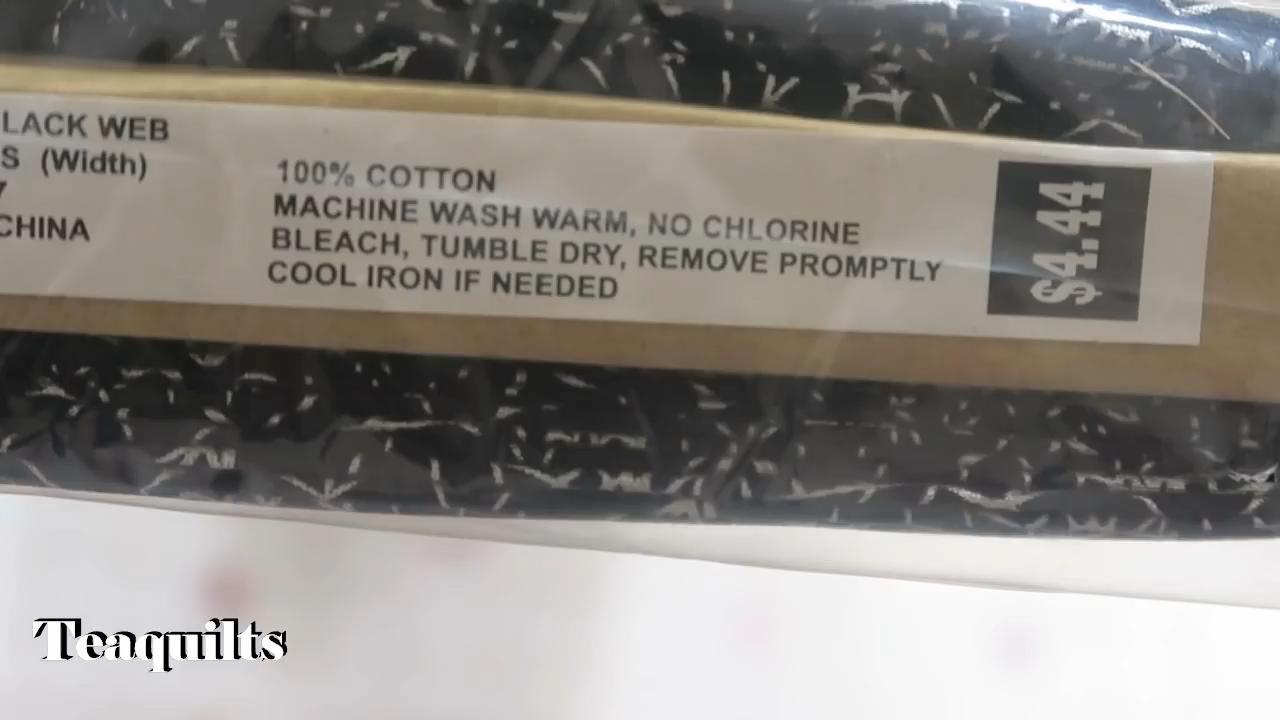 LACK WEB
S (Width)
CHINA
100% COTTON
MACHINE WASH WARM, NO CHLORINE
BLEACH, TUMBLE DRY, REMOVE PROMPTLY
COOL IRON IF NEEDED
$4.44
Teaquilts